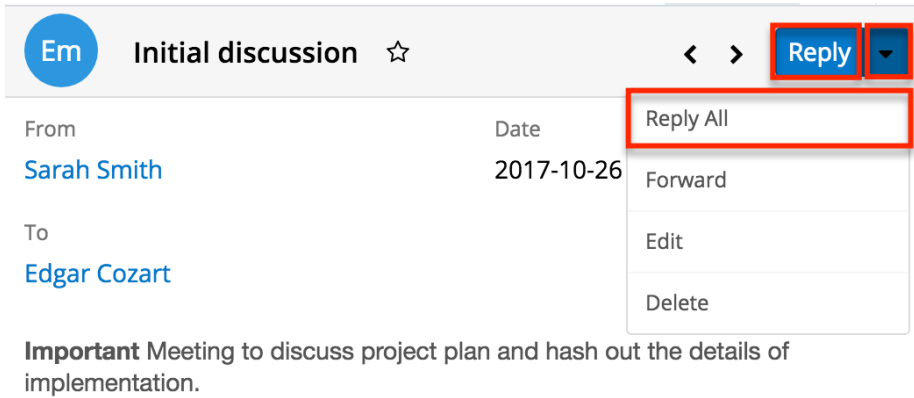 Em Initial discussion Reply
Reply All
From Date
Sarah Smith 2017-10-26
Forward
To
Edit
Edgar Cozart
Delete
Important Meeting to discuss project plan and hash out the details of
implementation.